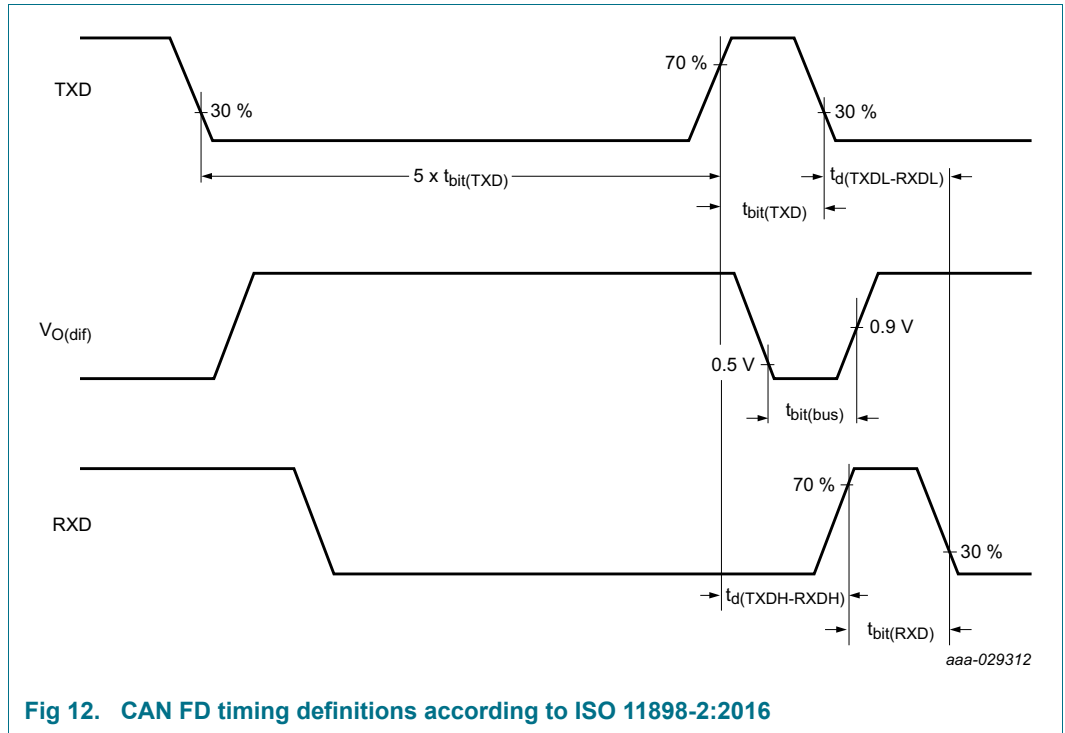 TXD
30 %
70 %
30 %
5 x tbit(TXD)
td(TXDL-RXDL)
tbit(TXD)
VO(dif)
0.5 V
0.9 V
tbit(bus)
RXD
70 %
30 %
td(TXDH-RXDH)
tbit(RXD)
aaa-029312
Fig 12. CAN FD timing definitions according to ISO 11898-2:2016